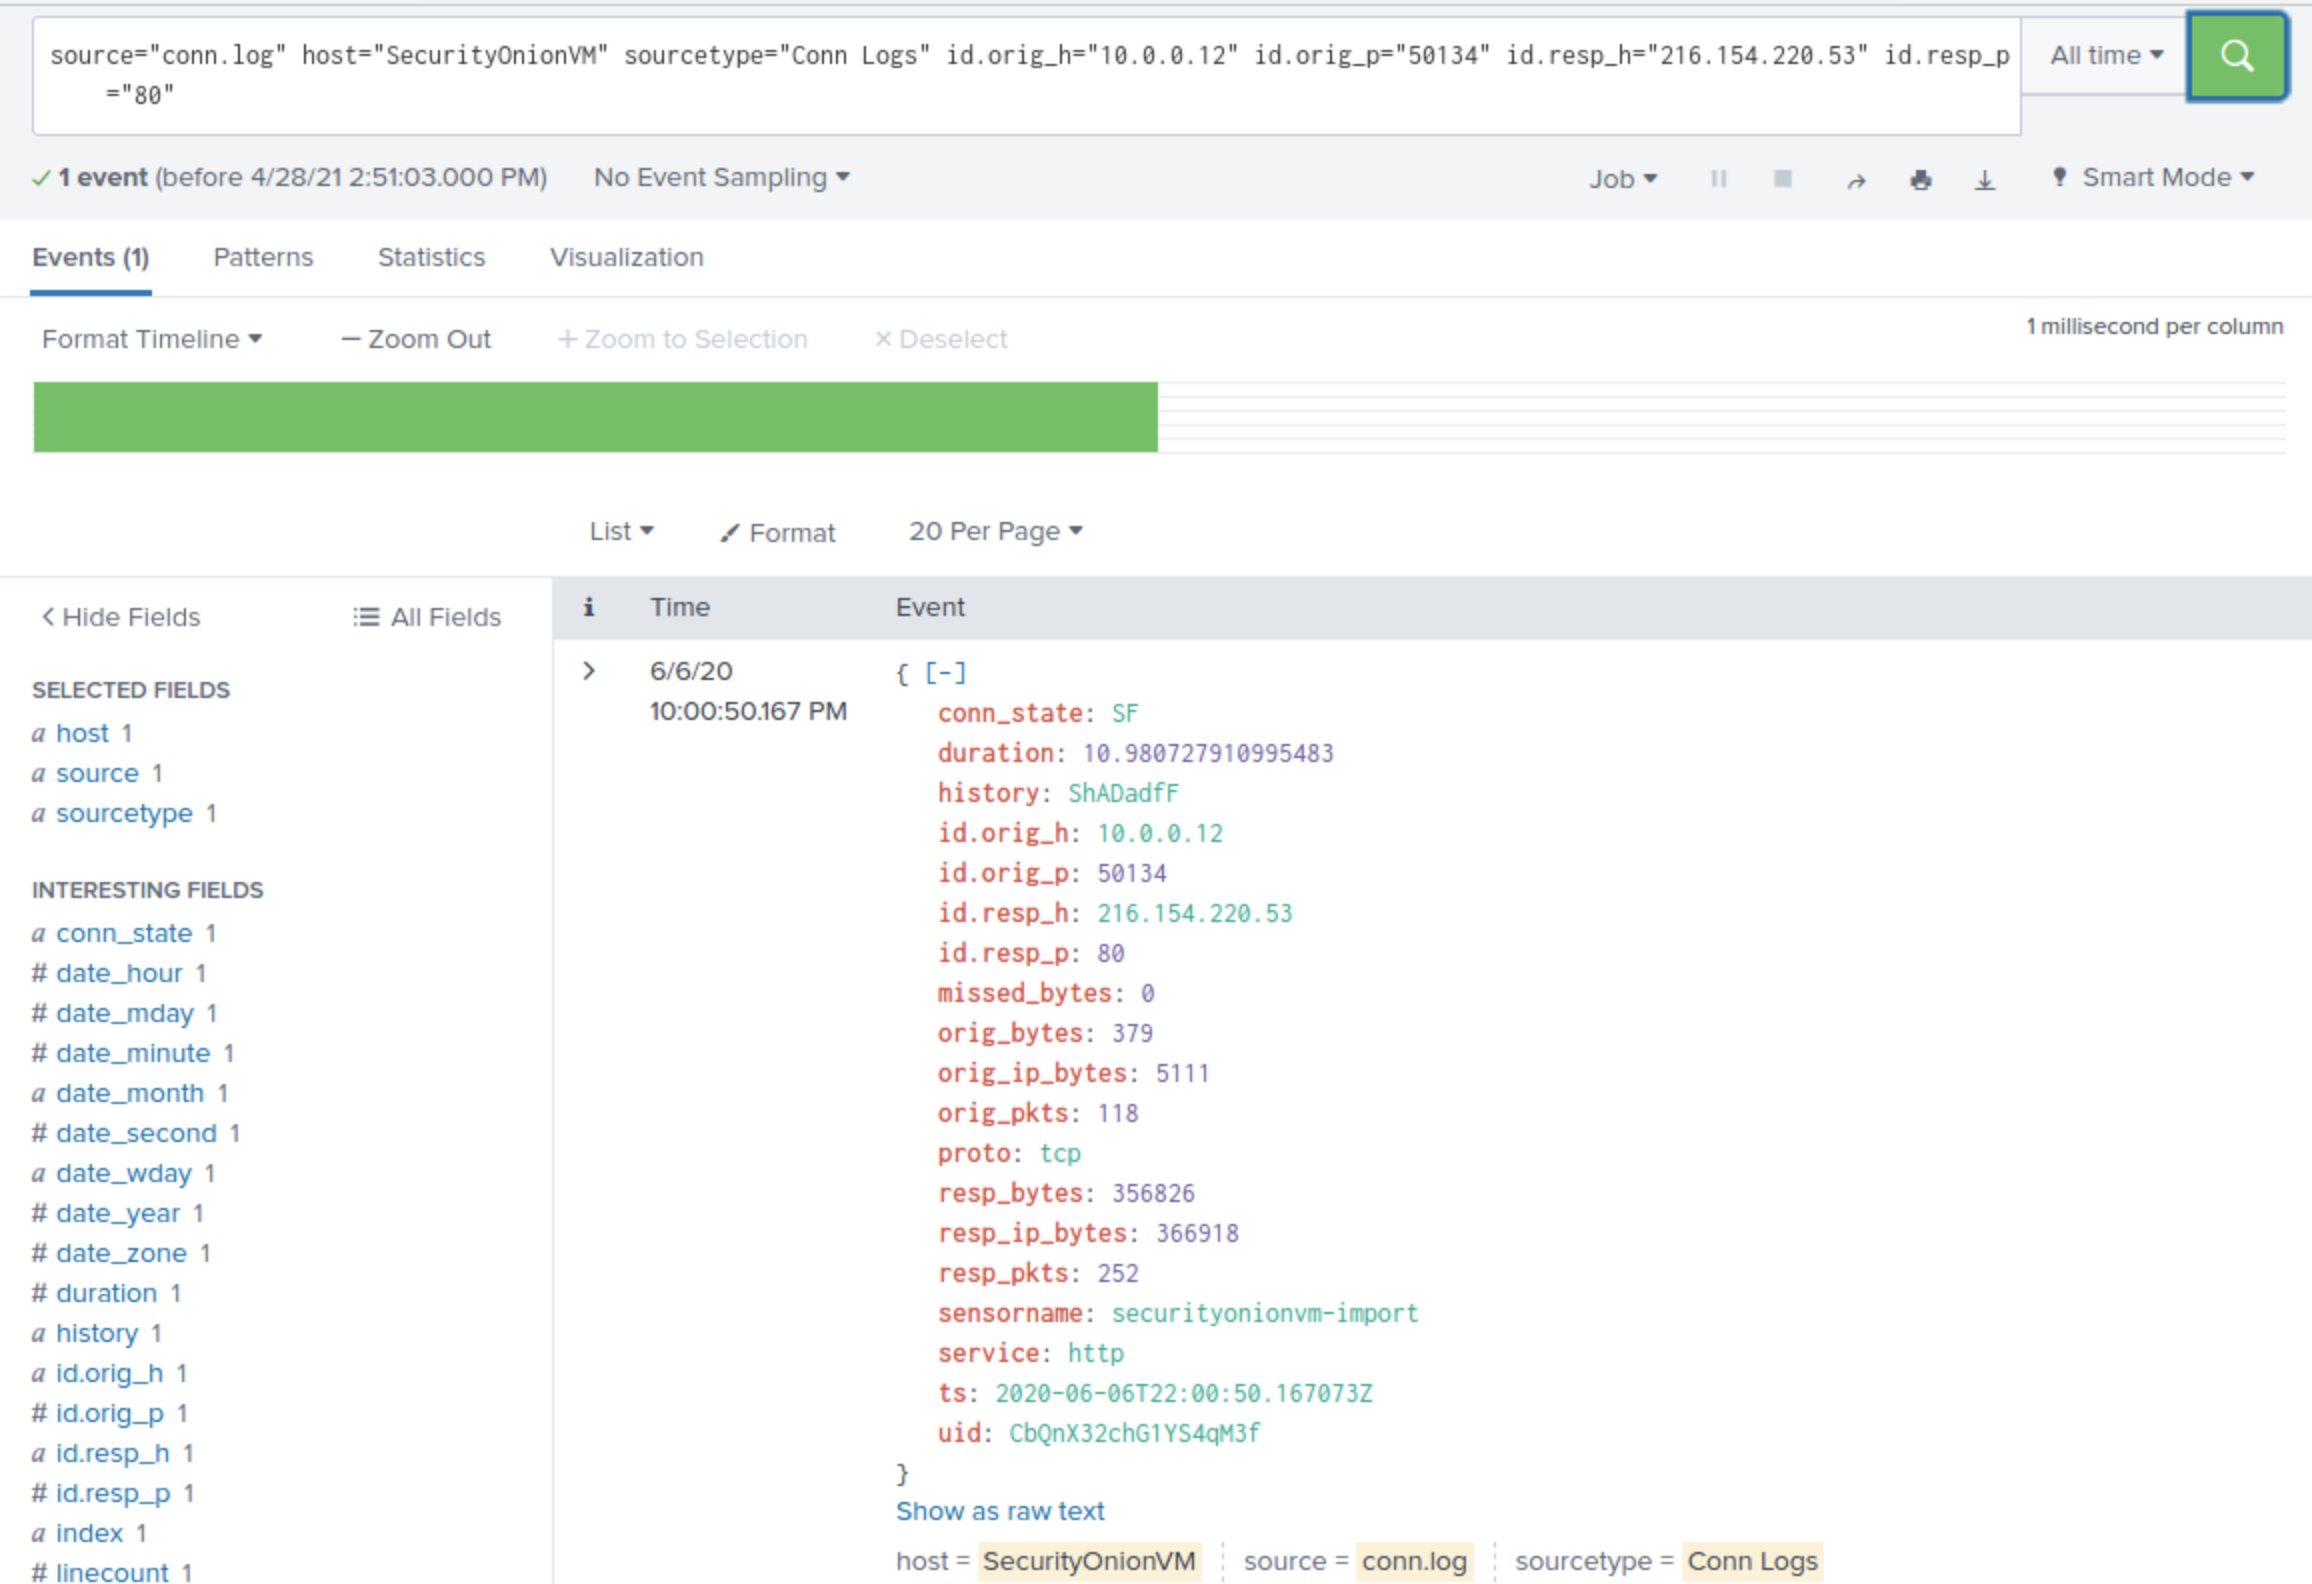 source="conn.log" host="SecurityOnionVM" sourcetype="Conn Logs" id.orig_h="10.0.0.12" id.orig_p="50134" id.resp_h="216.154.220.53" id.resp_p
="80"
All time
1 event (before 4/28/21 2:51:03.000 PM)
No Event Sampling
Job
Smart Mode
Events (1)
Patterns
Statistics
Visualization
Format Timeline
— Zoom Out
+ Zoom to Selection
× Deselect
1 millisecond per column
List
Format
20 Per Page
< Hide Fields
All Fields
i
Time
Event
SELECTED FIELDS
a host 1
a source 1
a sourcetype 1
INTERESTING FIELDS
a conn_state 1
# date_hour 1
# date_mday 1
# date_minute 1
a date_month 1
# date_second 1
a date_wday 1
# date_year 1
# date_zone 1
# duration 1
a history 1
a id.orig_h 1
# id.orig_p 1
a id.resp_h 1
# id.resp_p 1
a index 1
# linecount 1
>
6/6/20
10:00:50.167 PM
{ [-]
conn_state: SF
duration: 10.980727910995483
history: ShADadfF
id.orig_h: 10.0.0.12
id.orig_p: 50134
id.resp_h: 216.154.220.53
id.resp_p: 80
missed_bytes: 0
orig_bytes: 379
orig_ip_bytes: 5111
orig_pkts: 118
proto: tcp
resp_bytes: 356826
resp_ip_bytes: 366918
resp_pkts: 252
sensorname: securityonionvm-import
service: http
ts: 2020-06-06T22:00:50.167073Z
uid: CbQnX32chG1YS4qM3f
}
Show as raw text
host = SecurityOnionVM
source = conn.log
sourcetype = Conn Logs